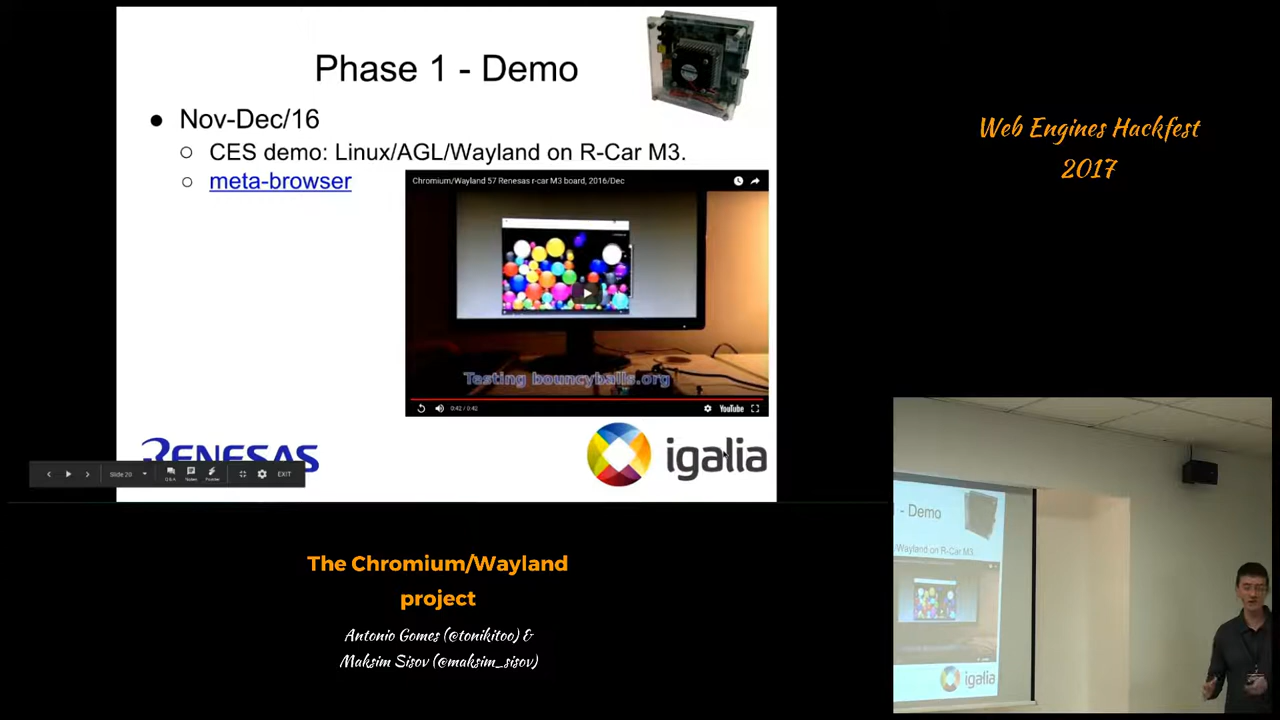 Phase 1 - Demo
● Nov-Dec/16
○ CES demo: Linux/AGL/Wayland on R-Car M3.
○ meta-browser
Chromium/Wayland 57 Renesas r-car M3 board, 2016/Dec
Testing bouncyballs.org
0:42 / 0:42
YouTube
RENESAS
igalia
Slide 20
Q&A
Notes
Pointer
EXIT
Web Engines Hackfest
2017
The Chromium/Wayland
project
Antonio Gomes (@tonikitoo) &
Maksim Sisov (@maksim_sisov)
- Demo
Wayland on R-Car M3.
igalia